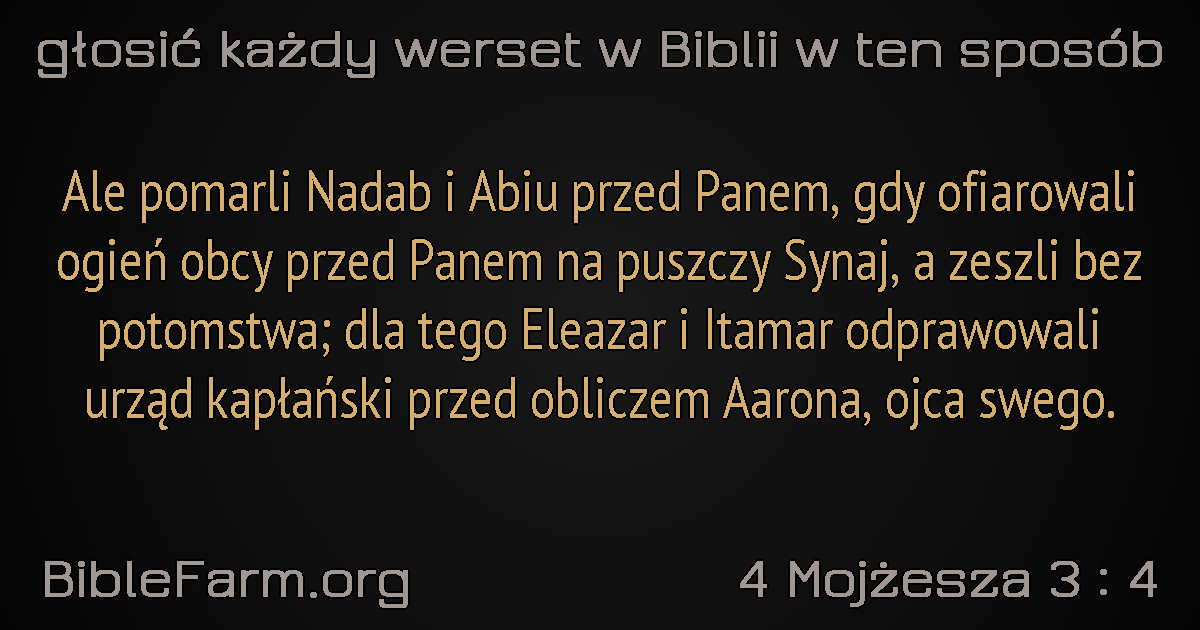 głosić każdy werset w Biblii w ten sposób
Ale pomarli Nadab i Abiu przed Panem, gdy ofiarowali
ogień obcy przed Panem na puszczy Synaj, a zeszli bez
potomstwa; dla tego Eleazar i Itamar odprawowali
urząd kapłański przed obliczem Aarona, ojca swego.
BibleFarm.org
4 Mojżesza 3 : 4